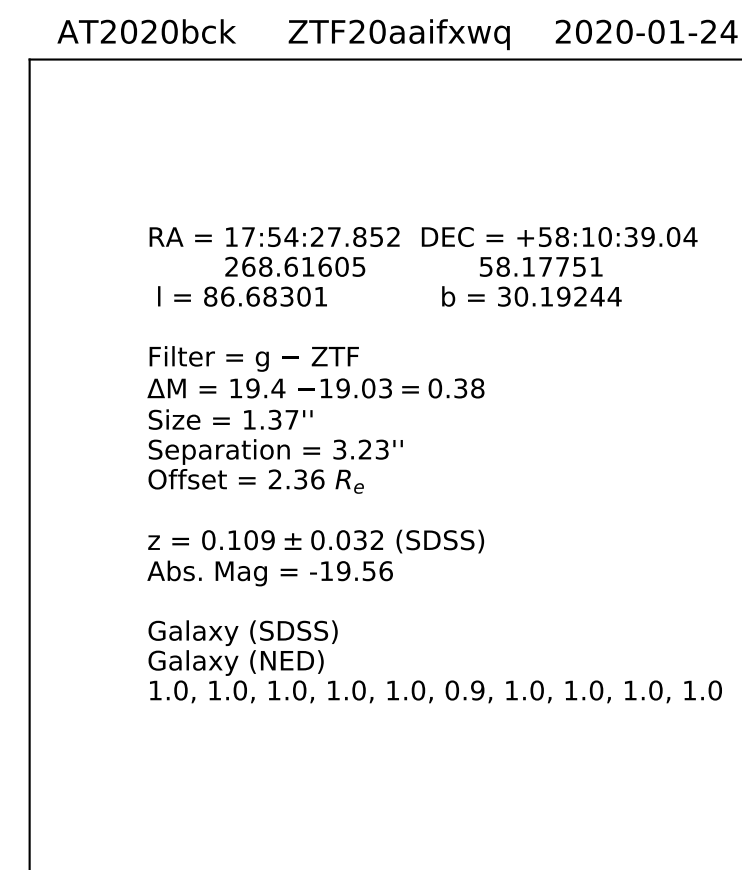 AT2020bck ZTF20aaifxwq 2020-01-24
RA = 17:54:27.852 DEC = +58:10:39.04
268.61605 58.17751
l = 86.68301 b = 30.19244
Filter = g − ZTF
ΔM = 19.4 −19.03 = 0.38
Size = 1.37''
Separation = 3.23''
Offset = 2.36 Re
z = 0.109 ± 0.032 (SDSS)
Abs. Mag = -19.56
Galaxy (SDSS)
Galaxy (NED)
1.0, 1.0, 1.0, 1.0, 1.0, 0.9, 1.0, 1.0, 1.0, 1.0